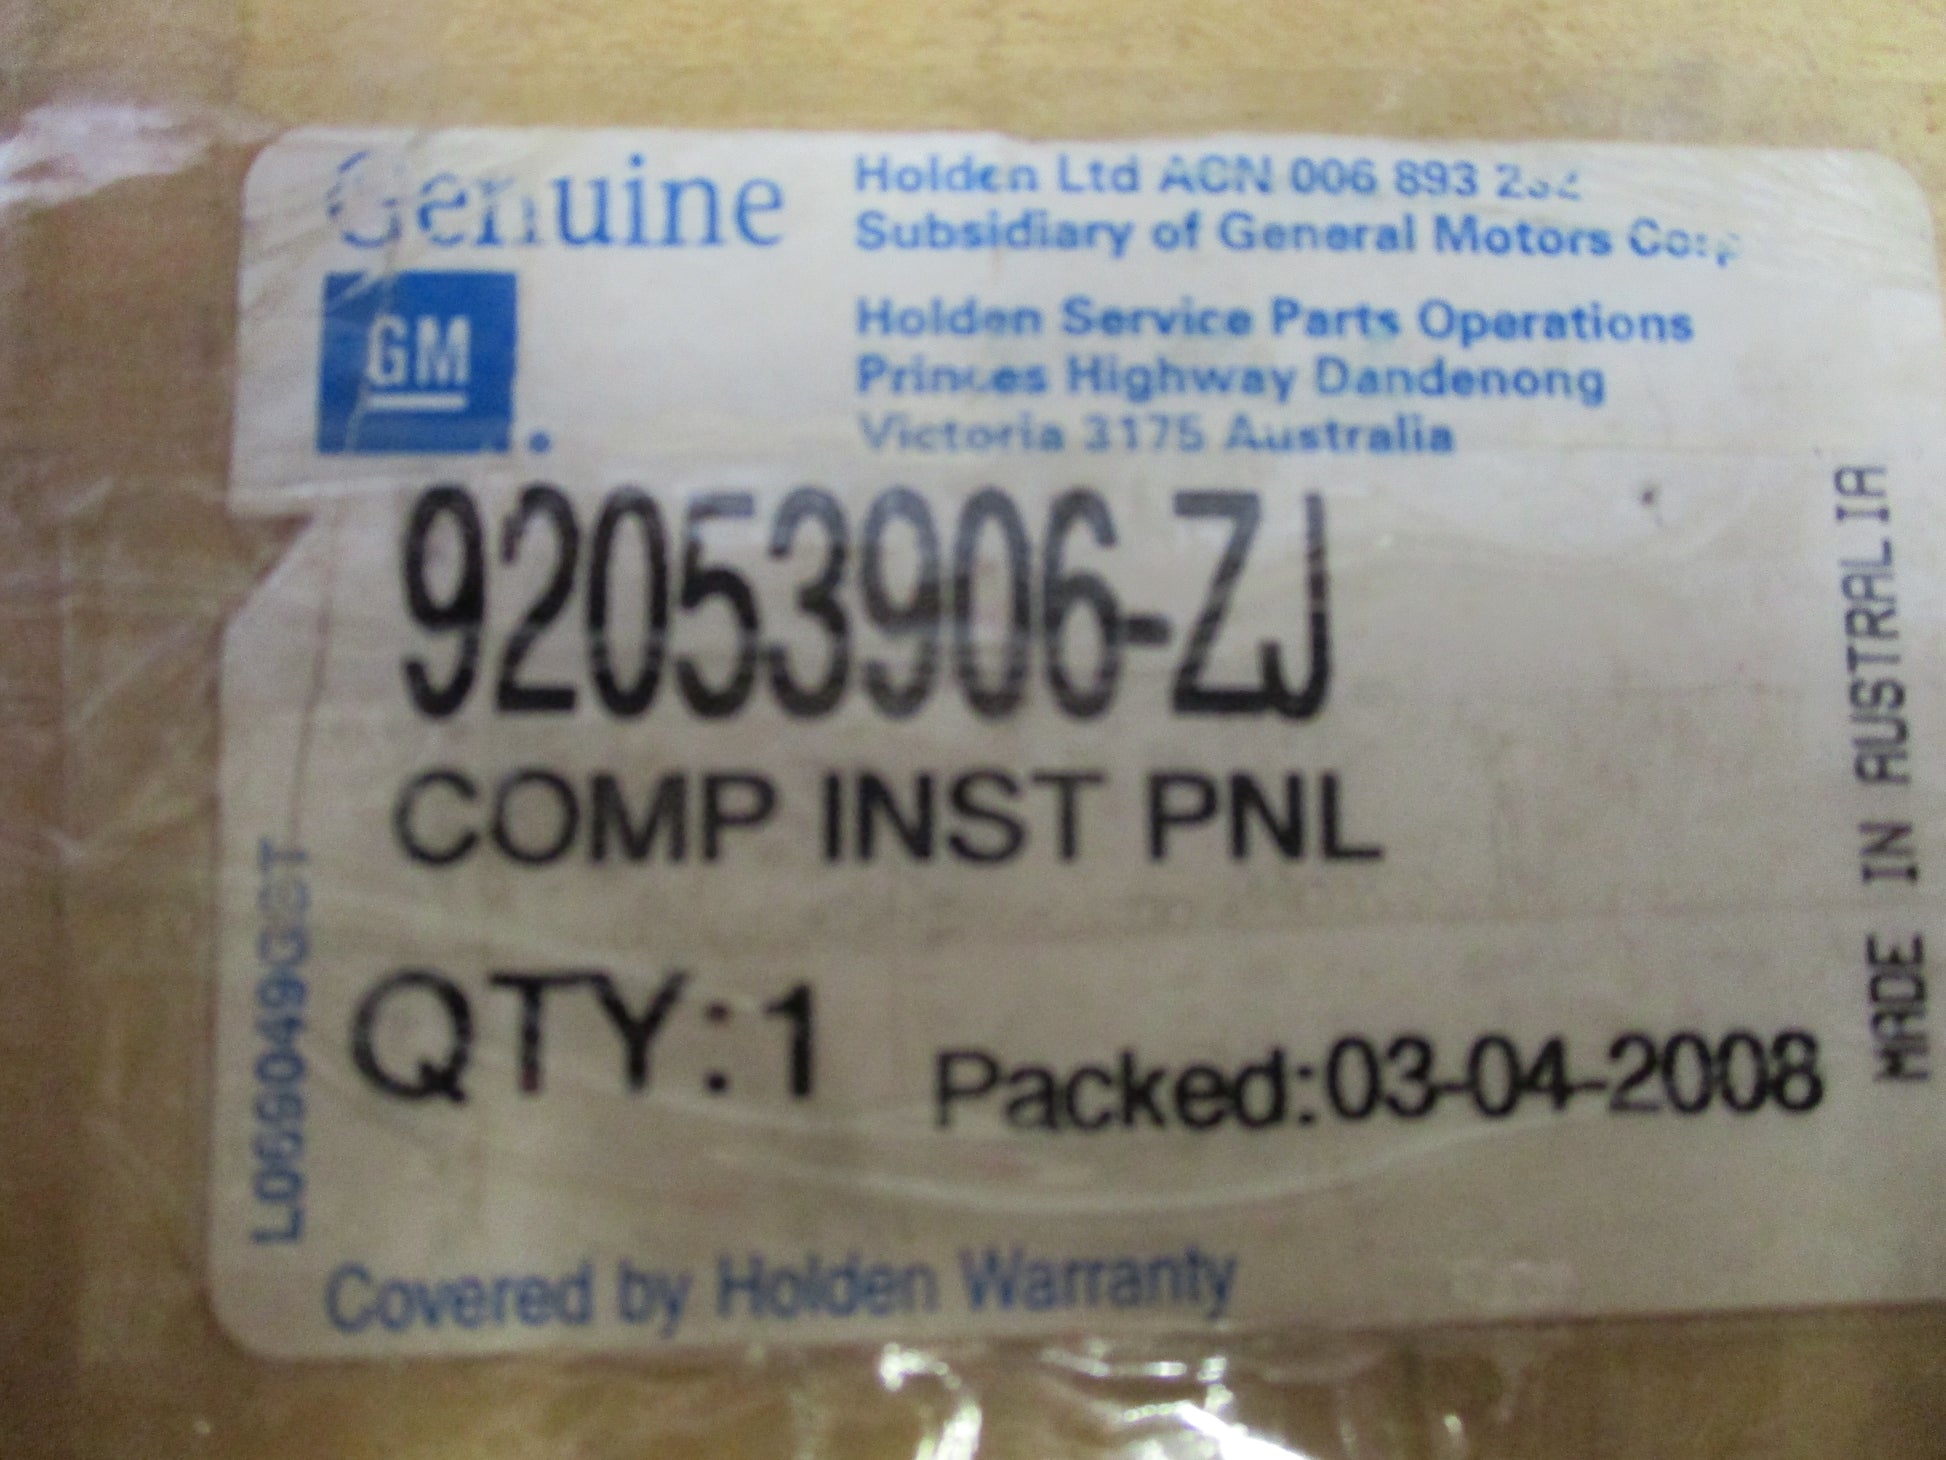 Genuine
GM
Holden Ltd ACN 006 893 232
Subsidiary of General Motors Corp
Holden Service Parts Operations
Princes Highway Dandenong
Victoria 3175 Australia
92053906-ZJ
COMP INST PNL
QTY:1
Packed:03-04-2008
MADE IN AUSTRALIA
Covered by Holden Warranty